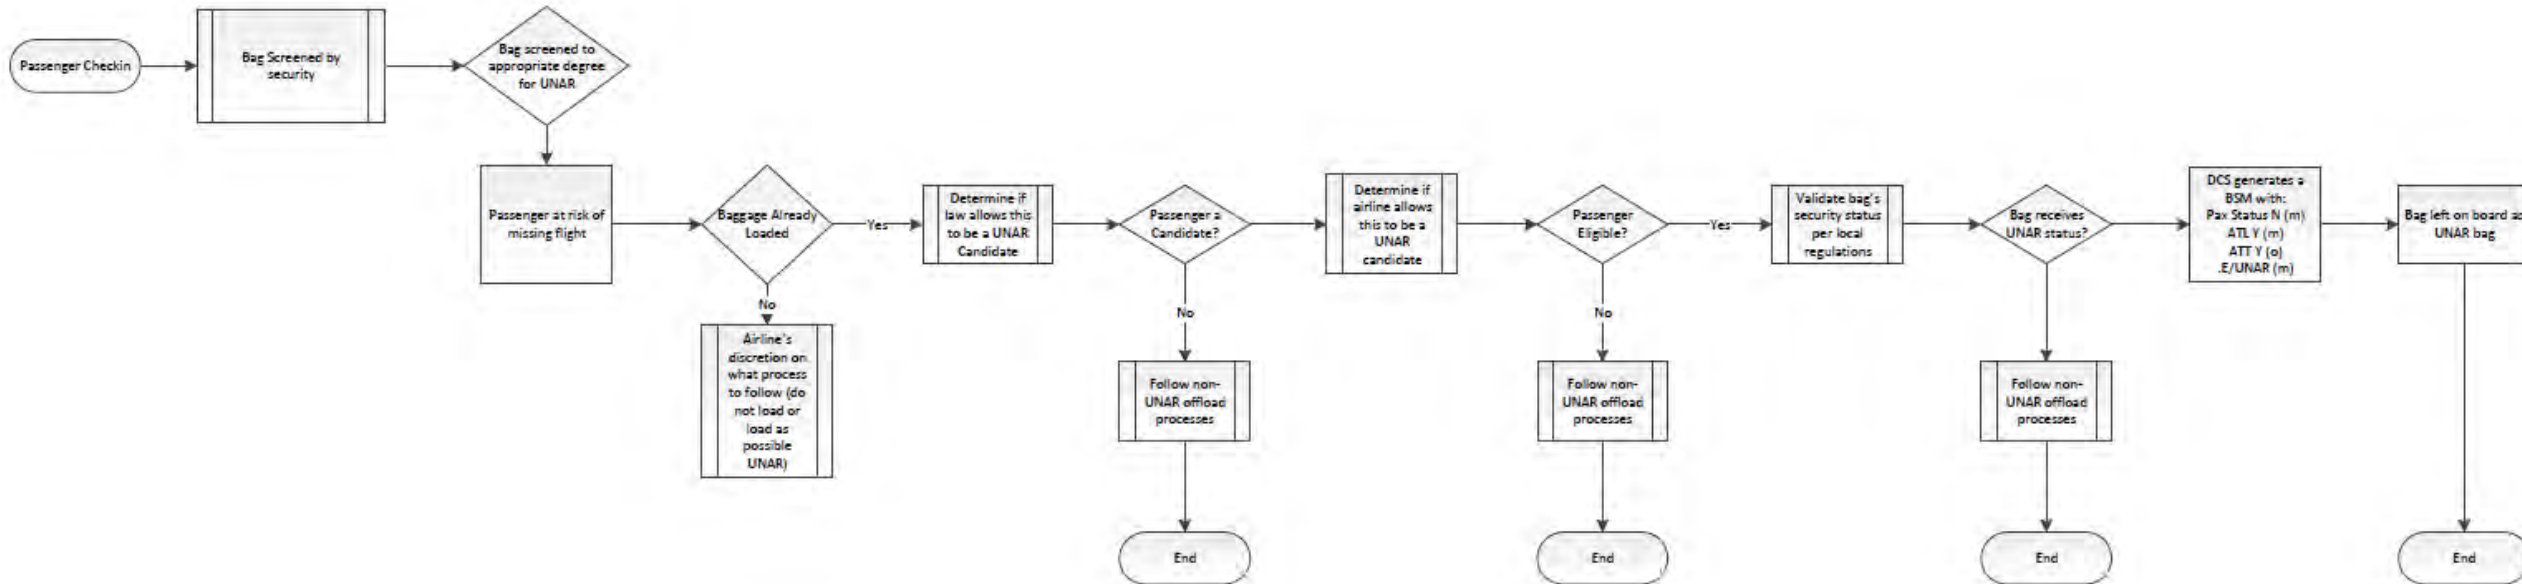 Passenger Checkin
Bag Screened by
security
Bag screened to
appropriate degree
for UNAR
Passenger at risk of
missing flight
Baggage Already
Loaded
Yes
No
Airline's
discretion on
what process
to follow (do
not load or
load as
possible
UNAR)
Determine if
law allows this
to be a UNAR
Candidate
Passenger a
Candidate?
No
Follow non-
UNAR offload
processes
End
Determine if
airline allows
this to be a
UNAR
candidate
Passenger
Eligible?
Yes
No
Follow non-
UNAR offload
processes
End
Validate bag's
security status
per local
regulations
Bag receives
UNAR status?
Follow non-
UNAR offload
processes
End
DCS generates a
BSM with:
Pax Status N (m)
ATL Y (m)
ATT Y (o)
.E/UNAR (m)
Bag left on board as
UNAR bag
End